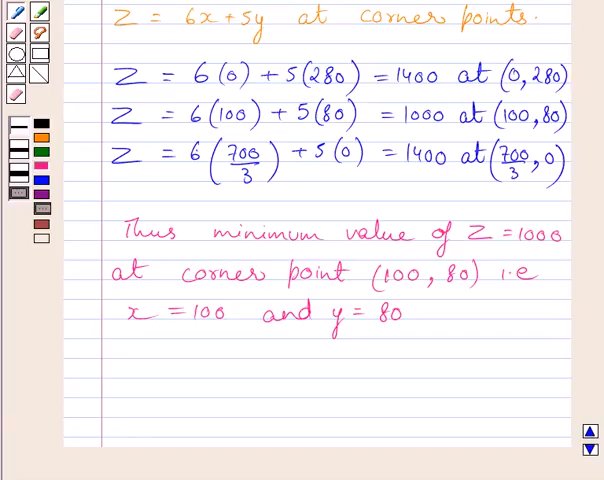 Z = 6x + 5y at corner points.
Z = 6(0) + 5(280) = 1400 at (0, 280)
Z = 6(100) + 5(80) = 1000 at (100, 80)
Z = 6(700/3) + 5(0) = 1400 at (700/3, 0)
Thus minimum value of Z = 1000
at corner point (100, 80) i.e
x = 100 and y = 80